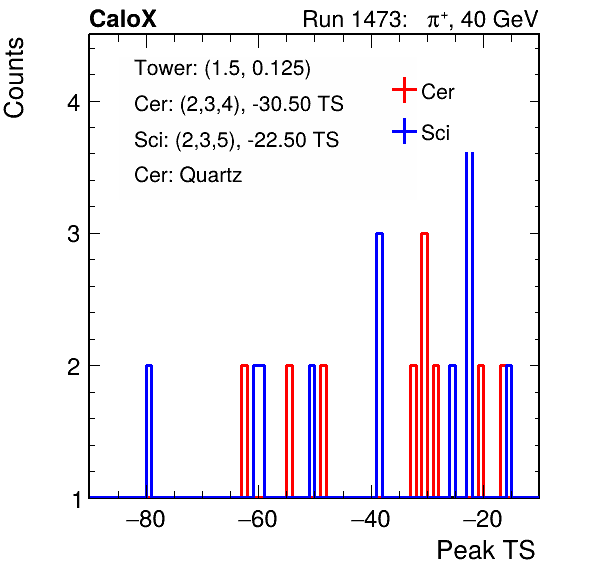 CaloX Run 1473: π⁺, 40 GeV
Counts
Tower: (1.5, 0.125)
Cer: (2,3,4), -30.50 TS
Sci: (2,3,5), -22.50 TS
Cer: Quartz
Cer
Sci
4
3
2
1
−80 −60 −40 −20
Peak TS